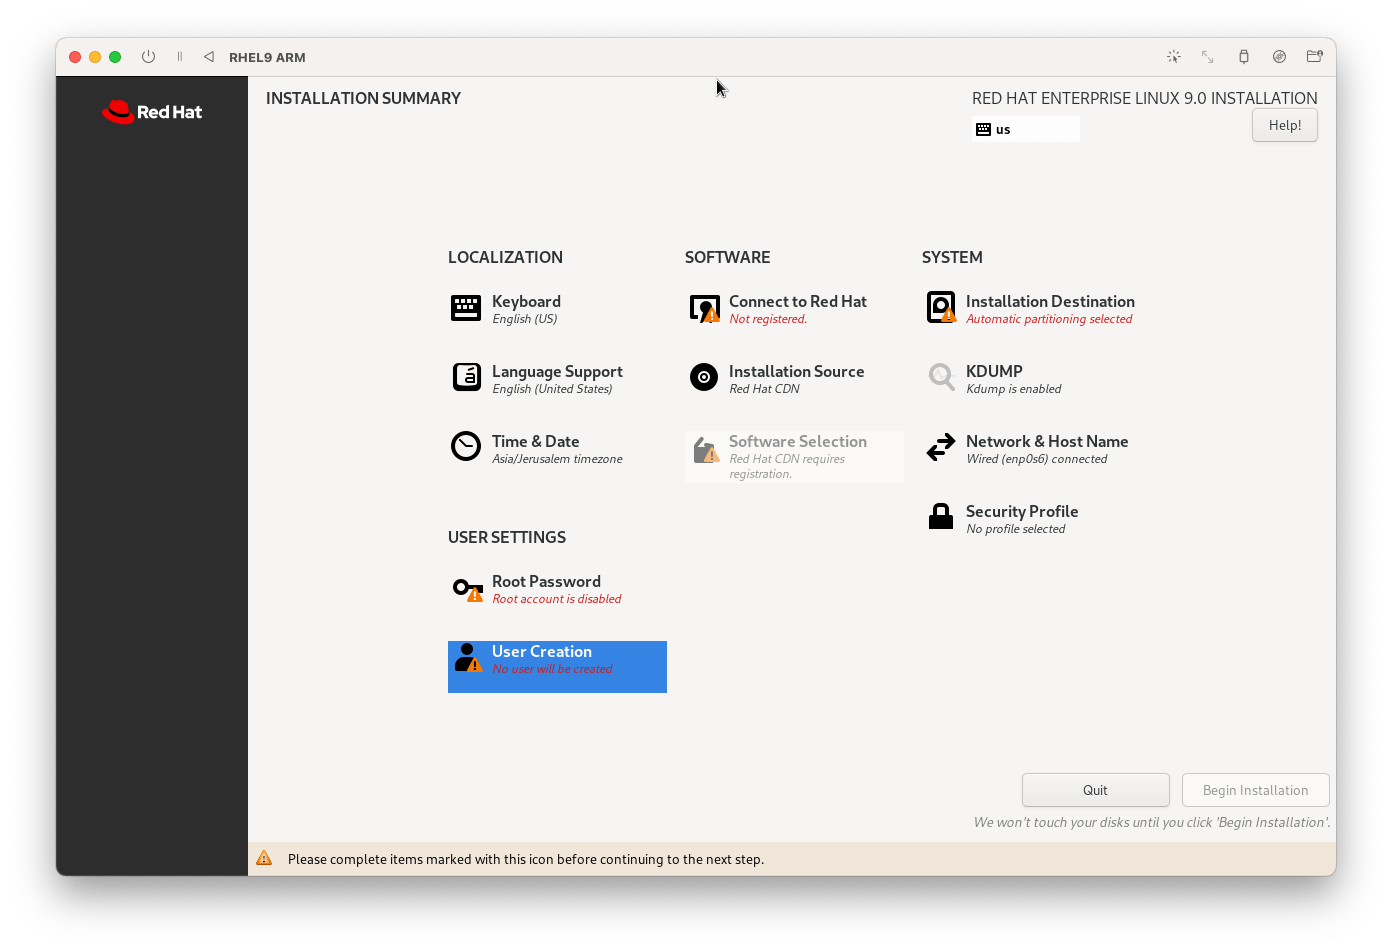 RHEL9 ARM
Red Hat
INSTALLATION SUMMARY
RED HAT ENTERPRISE LINUX 9.0 INSTALLATION
us
Help!
LOCALIZATION
Keyboard
English (US)
Language Support
English (United States)
Time & Date
Asia/Jerusalem timezone
SOFTWARE
Connect to Red Hat
Not registered.
Installation Source
Red Hat CDN
Software Selection
Red Hat CDN requires
registration.
SYSTEM
Installation Destination
Automatic partitioning selected
KDUMP
Kdump is enabled
Network & Host Name
Wired (enp0s6) connected
Security Profile
No profile selected
USER SETTINGS
Root Password
Root account is disabled
User Creation
No user will be created
Quit
Begin Installation
We won't touch your disks until you click 'Begin Installation'.
Please complete items marked with this icon before continuing to the next step.